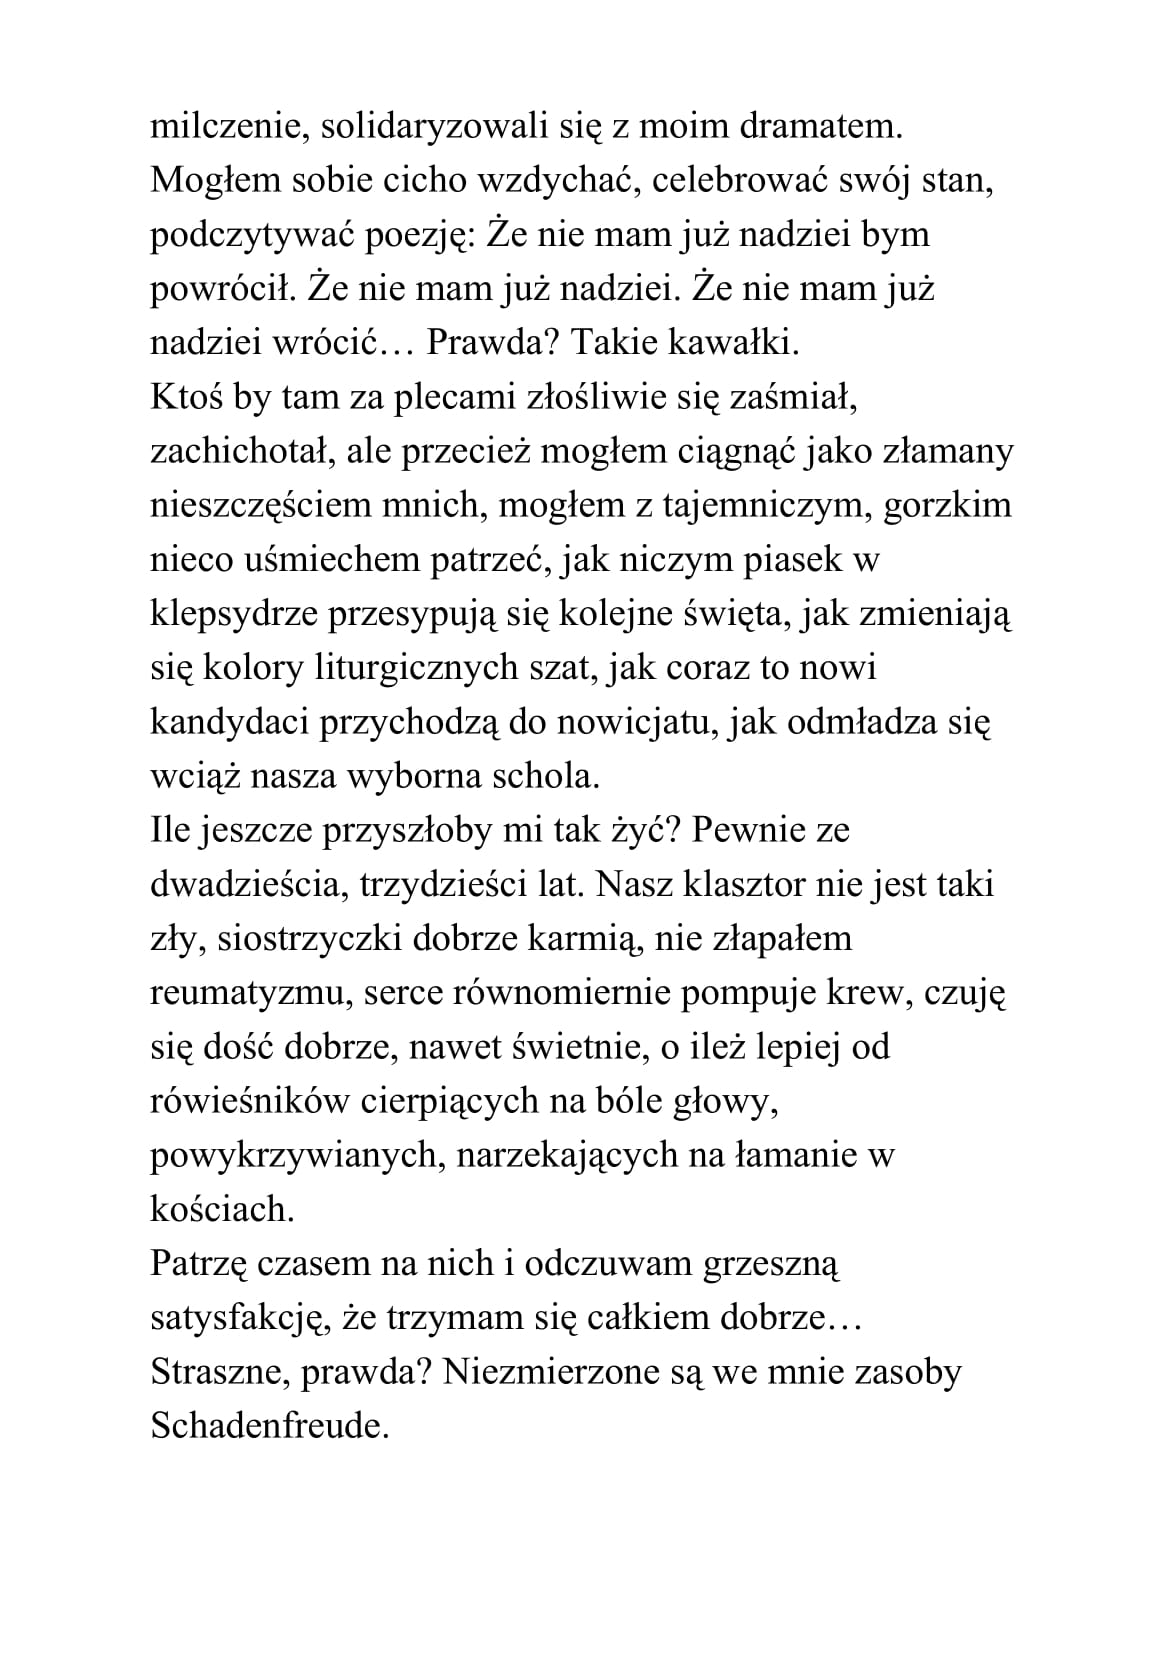 milczenie, solidaryzowali się z moim dramatem.
Mogłem sobie cicho wzdychać, celebrować swój stan,
podczytywać poezję: Że nie mam już nadziei bym
powrócił. Że nie mam już nadziei. Że nie mam już
nadziei wrócić… Prawda? Takie kawałki.
Ktoś by tam za plecami złośliwie się zaśmiał,
zachichotał, ale przecież mogłem ciągnąć jako złamany
nieszczęściem mnich, mogłem z tajemniczym, gorzkim
nieco uśmiechem patrzeć, jak niczym piasek w
klepsydrze przesypują się kolejne święta, jak zmieniają
się kolory liturgicznych szat, jak coraz to nowi
kandydaci przychodzą do nowicjatu, jak odmładza się
wciąż nasza wyborna schola.
Ile jeszcze przyszłoby mi tak żyć? Pewnie ze
dwadzieścia, trzydzieści lat. Nasz klasztor nie jest taki
zły, siostrzyczki dobrze karmią, nie złapałem
reumatyzmu, serce równomiernie pompuje krew, czuję
się dość dobrze, nawet świetnie, o ileż lepiej od
rówieśników cierpiących na bóle głowy,
powykrzywianych, narzekających na łamanie w
kościach.
Patrzę czasem na nich i odczuwam grzeszną
satysfakcję, że trzymam się całkiem dobrze…
Straszne, prawda? Niezmierzone są we mnie zasoby
Schadenfreude.